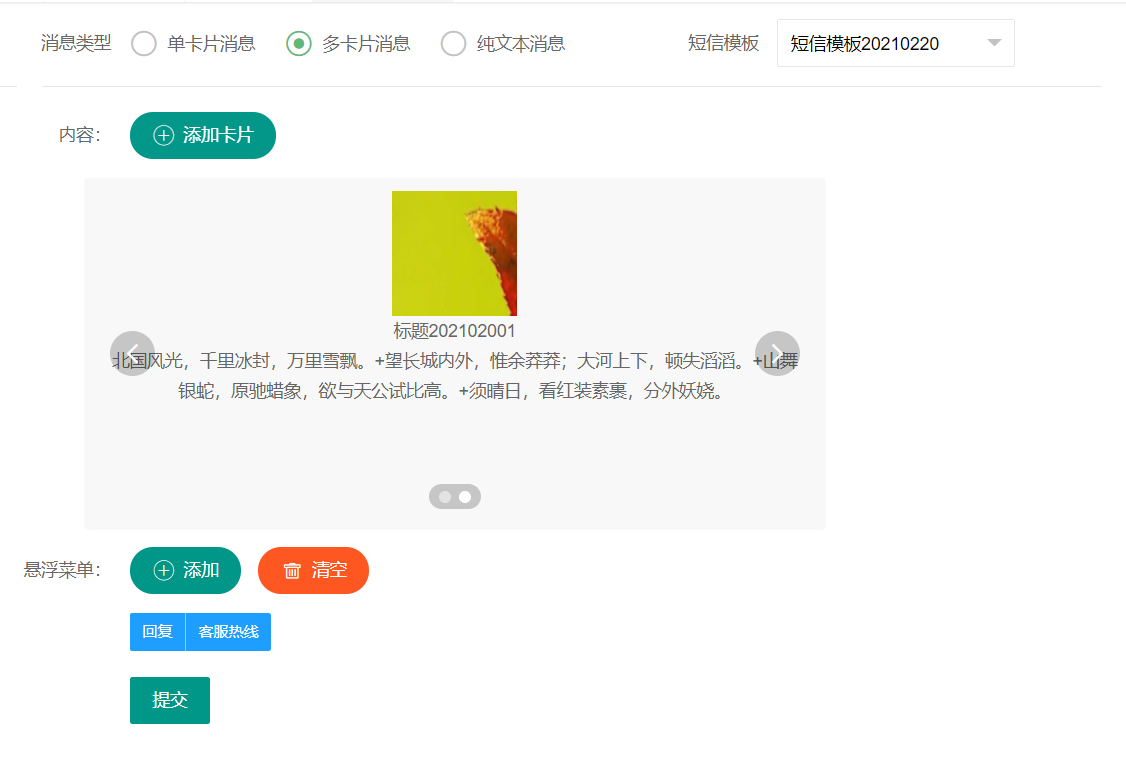 消息类型 单卡片消息 多卡片消息 纯文本消息 短信模板 短信模板20210220
内容： 添加卡片
标题202102001
北国风光，千里冰封，万里雪飘。+望长城内外，惟余莽莽；大河上下，顿失滔滔。+山舞
银蛇，原驰蜡象，欲与天公试比高。+须晴日，看红装素裹，分外妖娆。
悬浮菜单： 添加 清空
回复 客服热线
提交